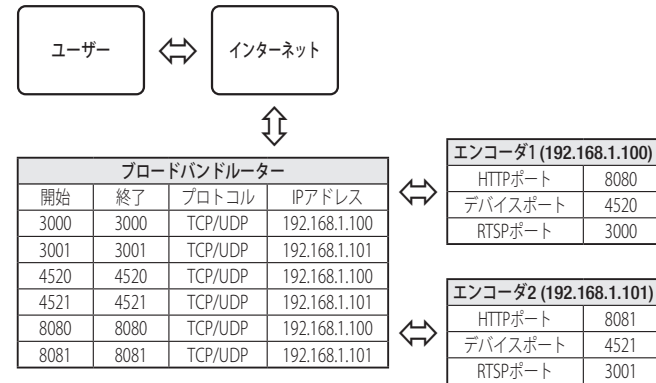 ユーザー
インターネット
ブロードバンドルーター
開始 終了 プロトコル IPアドレス
3000 3000 TCP/UDP 192.168.1.100
3001 3001 TCP/UDP 192.168.1.101
4520 4520 TCP/UDP 192.168.1.100
4521 4521 TCP/UDP 192.168.1.101
8080 8080 TCP/UDP 192.168.1.100
8081 8081 TCP/UDP 192.168.1.101
エンコーダ1 (192.168.1.100)
HTTPポート 8080
デバイスポート 4520
RTSPポート 3000
エンコーダ2 (192.168.1.101)
HTTPポート 8081
デバイスポート 4521
RTSPポート 3001